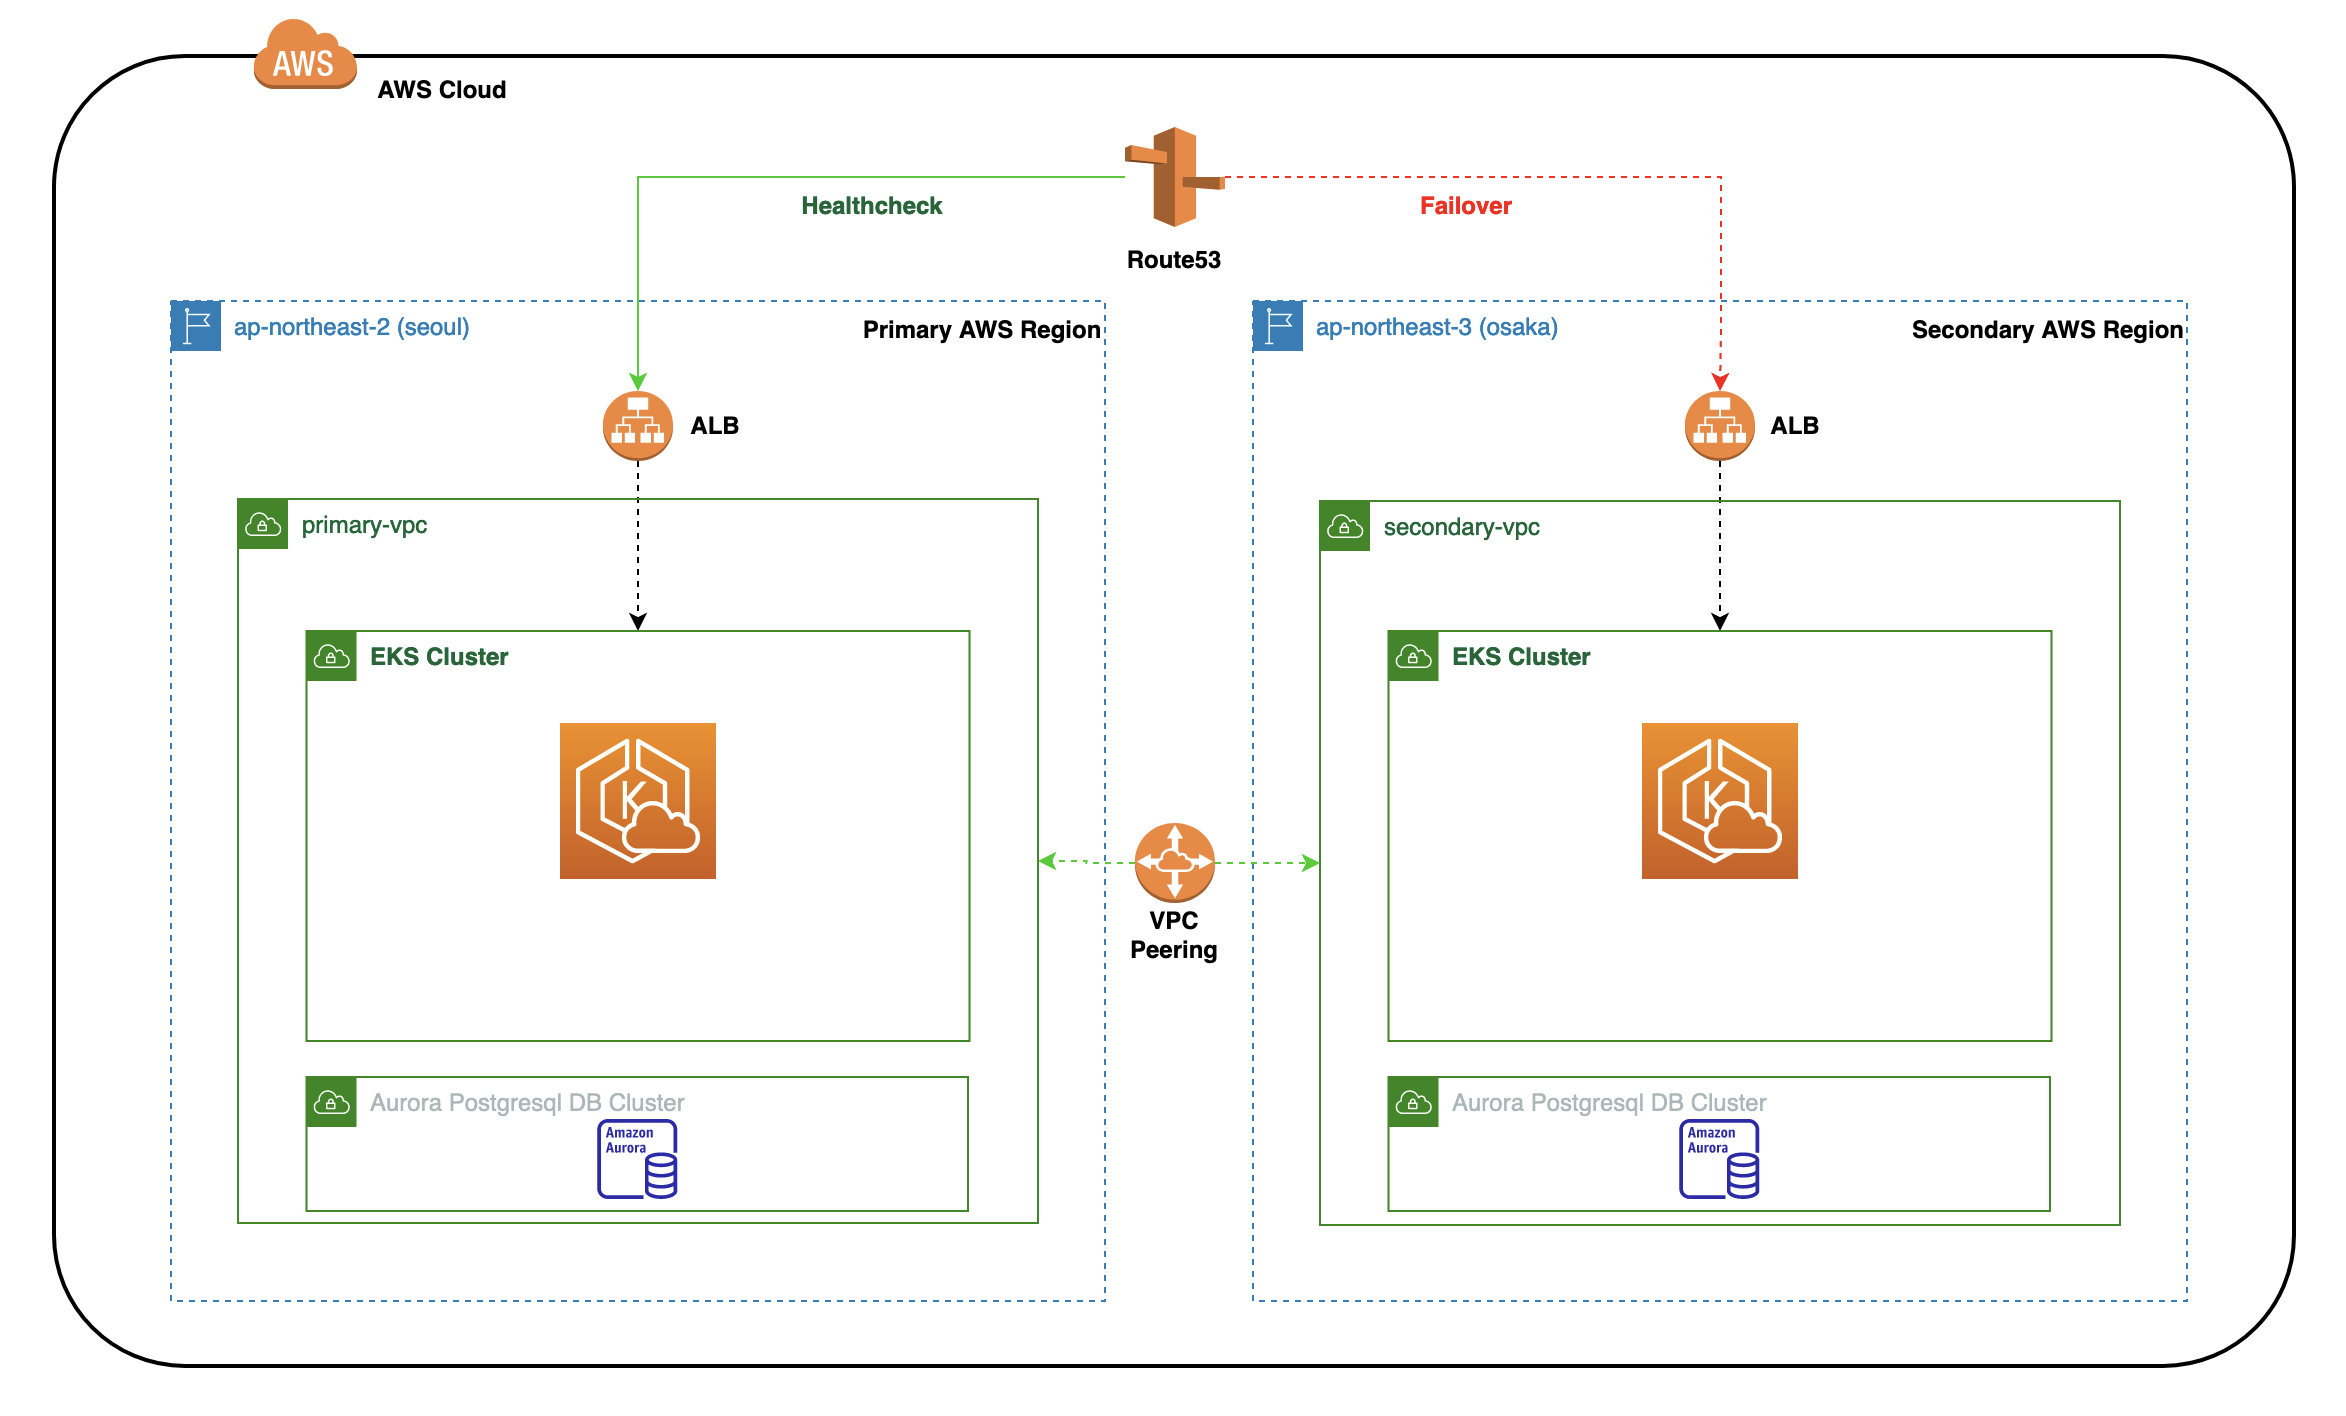 AWS
AWS Cloud
Healthcheck
Failover
Route53
ap-northeast-2 (seoul)
Primary AWS Region
ap-northeast-3 (osaka)
Secondary AWS Region
ALB
ALB
primary-vpc
secondary-vpc
EKS Cluster
EKS Cluster
K
K
VPC
Peering
Aurora Postgresql DB Cluster
Amazon
Aurora
Aurora Postgresql DB Cluster
Amazon
Aurora